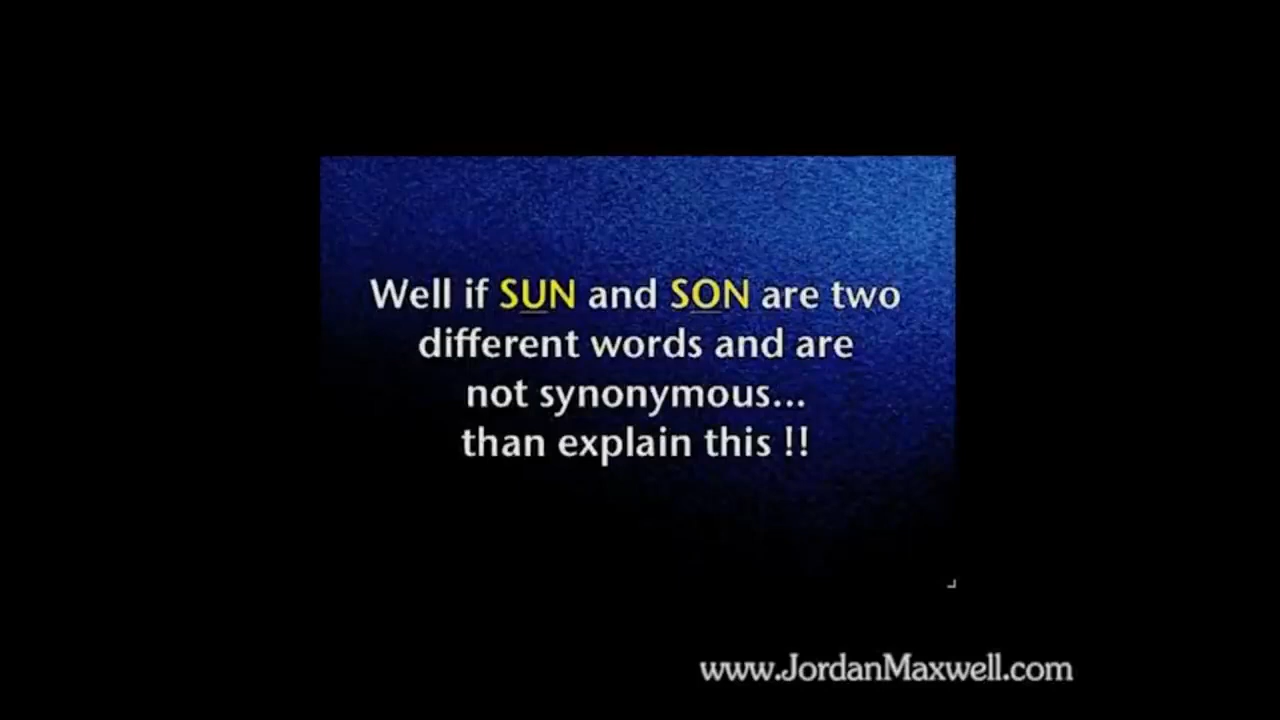 Well if SUN and SON are two
different words and are
not synonymous...
than explain this !!
www.JordanMaxwell.com